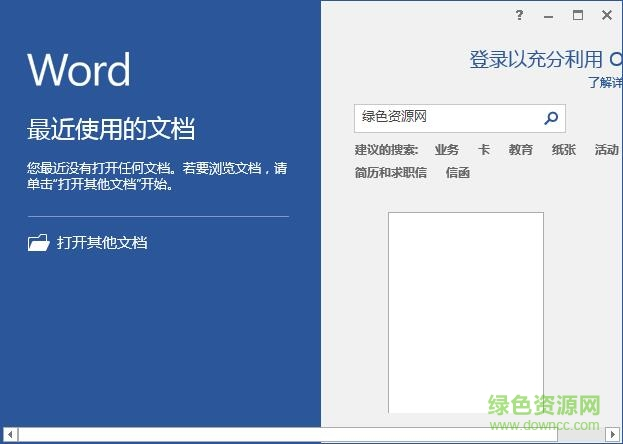 ?
Word
最近使用的文档
您最近没有打开任何文档。若要浏览文档，请
单击“打开其他文档”开始。
打开其他文档
登录以充分利用 O
了解详
绿色资源网
建议的搜索: 业务 卡 教育 纸张 活动
简历和求职信 信函
绿色资源网
www.downcc.com